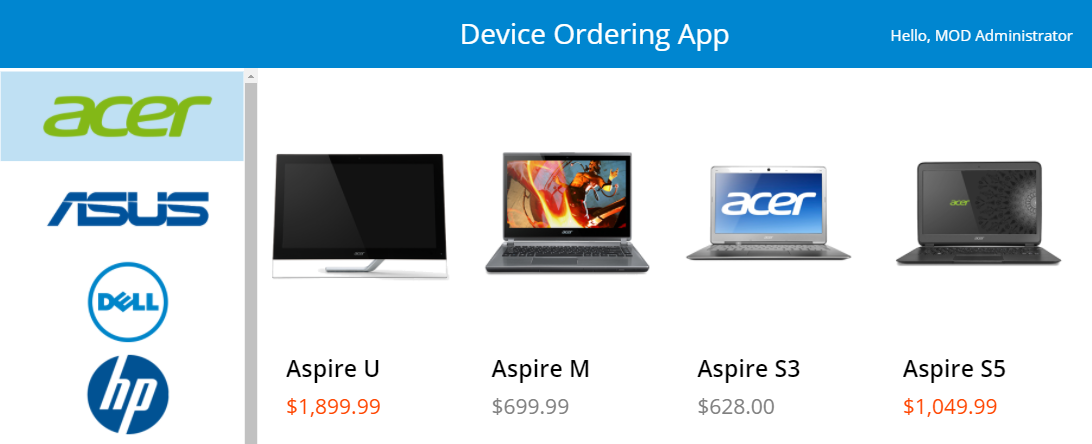 Device Ordering App
Hello, MOD Administrator
acer
ASUS
DELL
hp
acer
acer
Aspire U
$1,899.99
Aspire M
$699.99
Aspire S3
$628.00
Aspire S5
$1,049.99